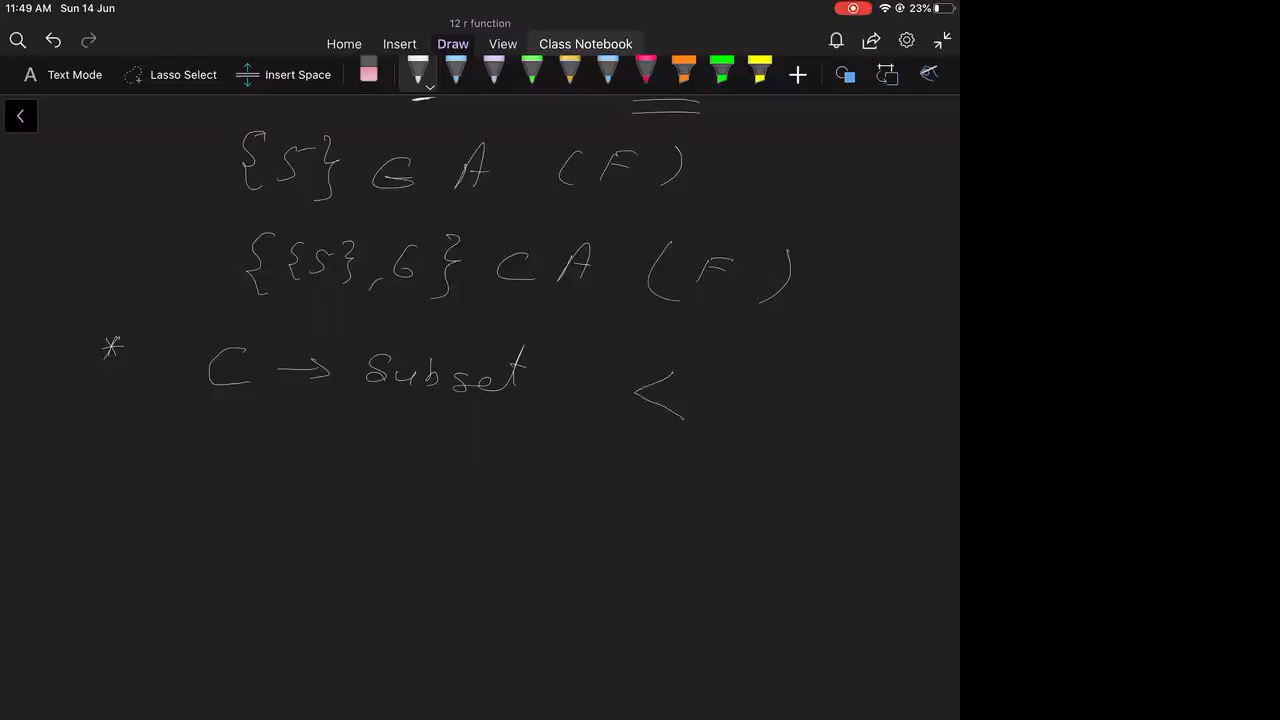 11:49 AM Sun 14 Jun 23%
12 r function
Home Insert Draw View Class Notebook
A Text Mode Lasso Select Insert Space
{5} ∈ A (F)
{{5},6} ⊂ A (F)
* ⊂ → Subset <